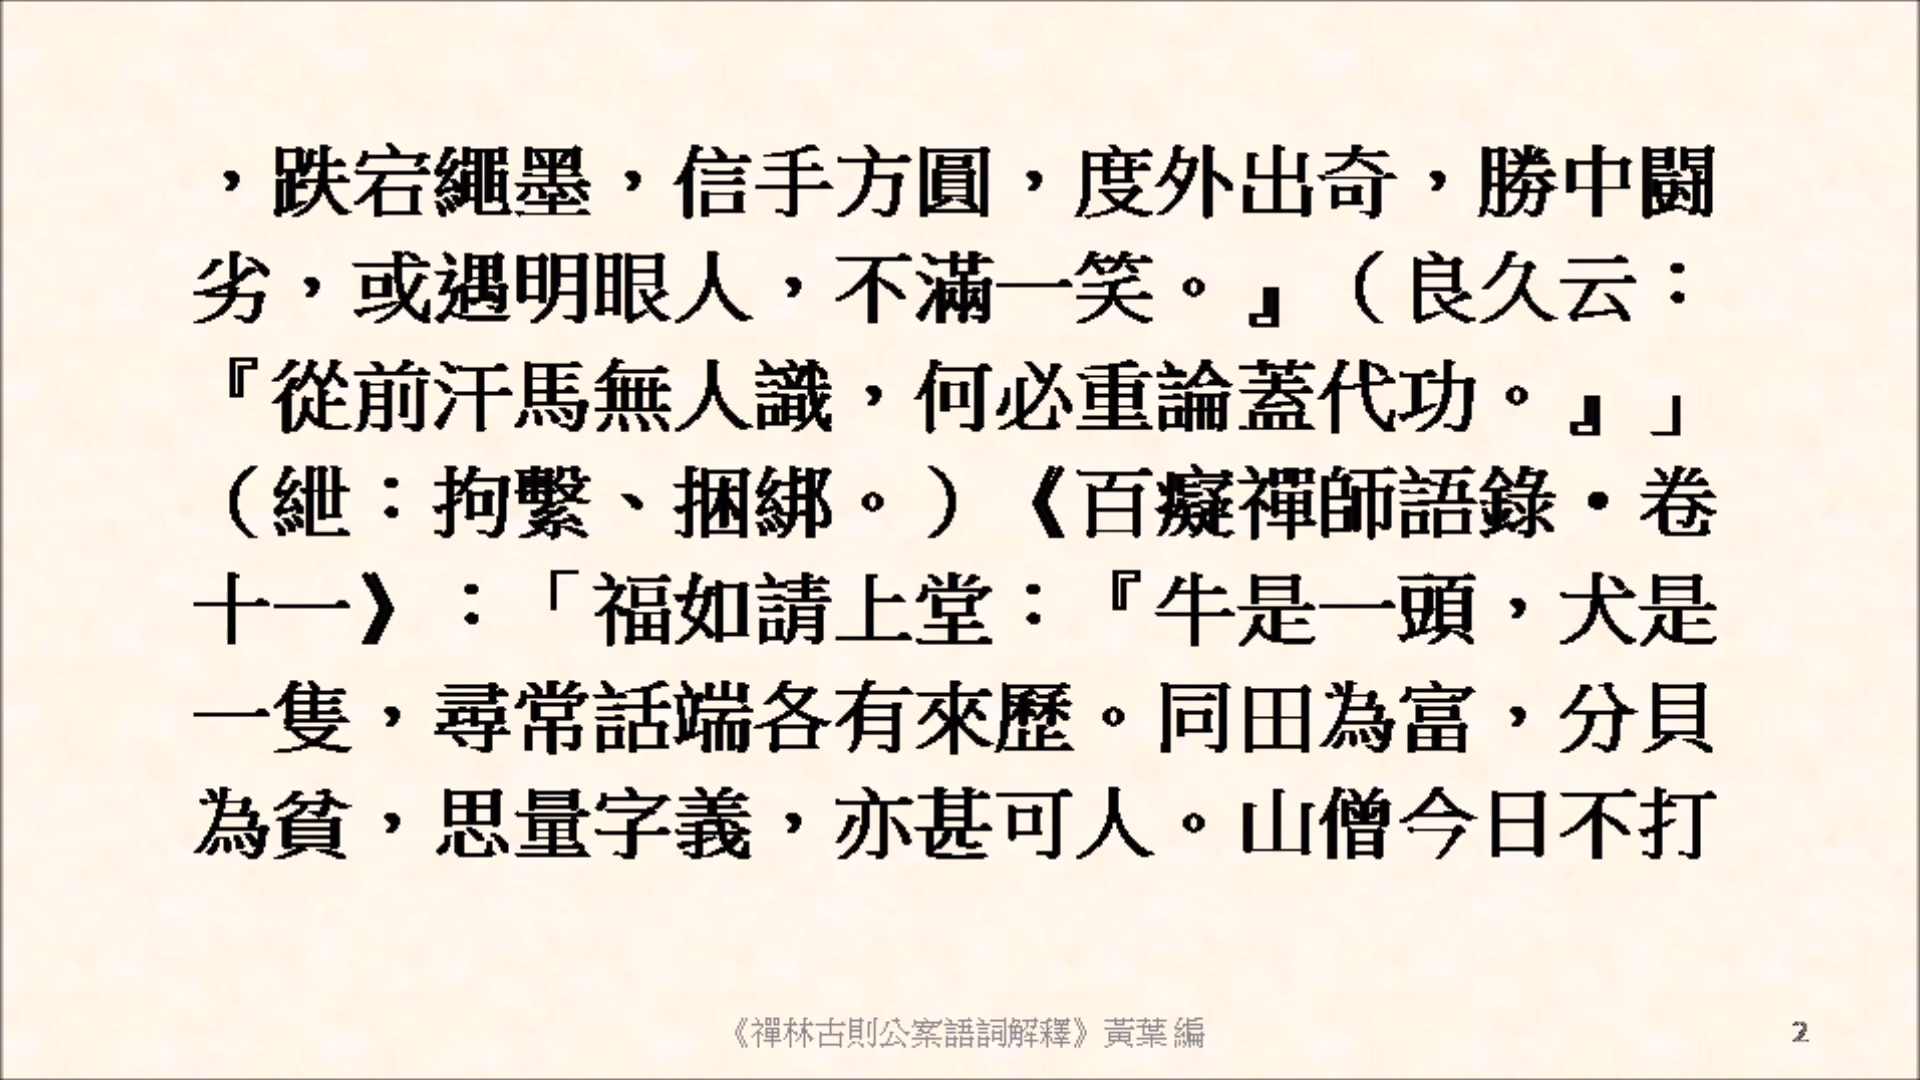 ，跌宕繩墨，信手方圓，度外出奇，勝中鬪
劣，或遇明眼人，不滿一笑。』（良久云：
『從前汗馬無人識，何必重論蓋代功。』」
（紲：拘繫、捆綁。）《百癡禪師語錄•卷
十一》：「福如請上堂：『牛是一頭，犬是
一隻，尋常話端各有來歷。同田為富，分貝
為貧，思量字義，亦甚可人。山僧今日不打
《禪林古則公案語詞解釋》黃葉編
2